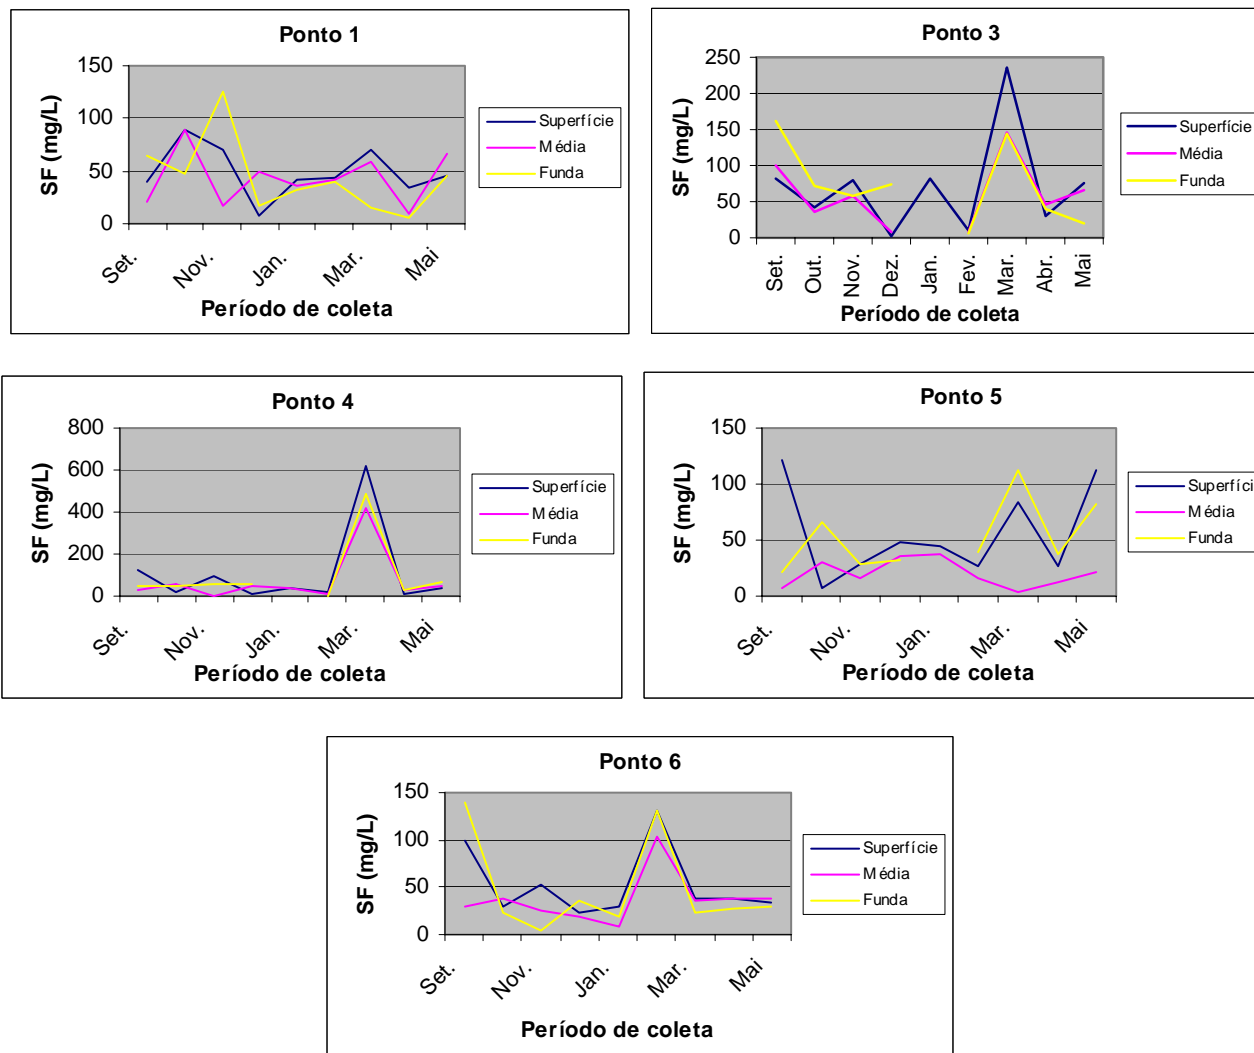 Ponto 1
SF (mg/L)
150
100
50
0
Set.
Nov.
Jan.
Mar.
Mai
Período de coleta
Superfície
Média
Funda
Ponto 3
SF (mg/L)
250
200
150
100
50
0
Set.
Out.
Nov.
Dez.
Jan.
Fev.
Mar.
Abr.
Mai
Período de coleta
Superfície
Média
Funda
Ponto 4
SF (mg/L)
800
600
400
200
0
Set.
Nov.
Jan.
Mar.
Mai
Período de coleta
Superfície
Média
Funda
Ponto 5
SF (mg/L)
150
100
50
0
Set.
Nov.
Jan.
Mar.
Mai
Período de coleta
Superfície
Média
Funda
Ponto 6
SF (mg/L)
150
100
50
0
Set.
Nov.
Jan.
Mar.
Mai
Período de coleta
Superfície
Média
Funda